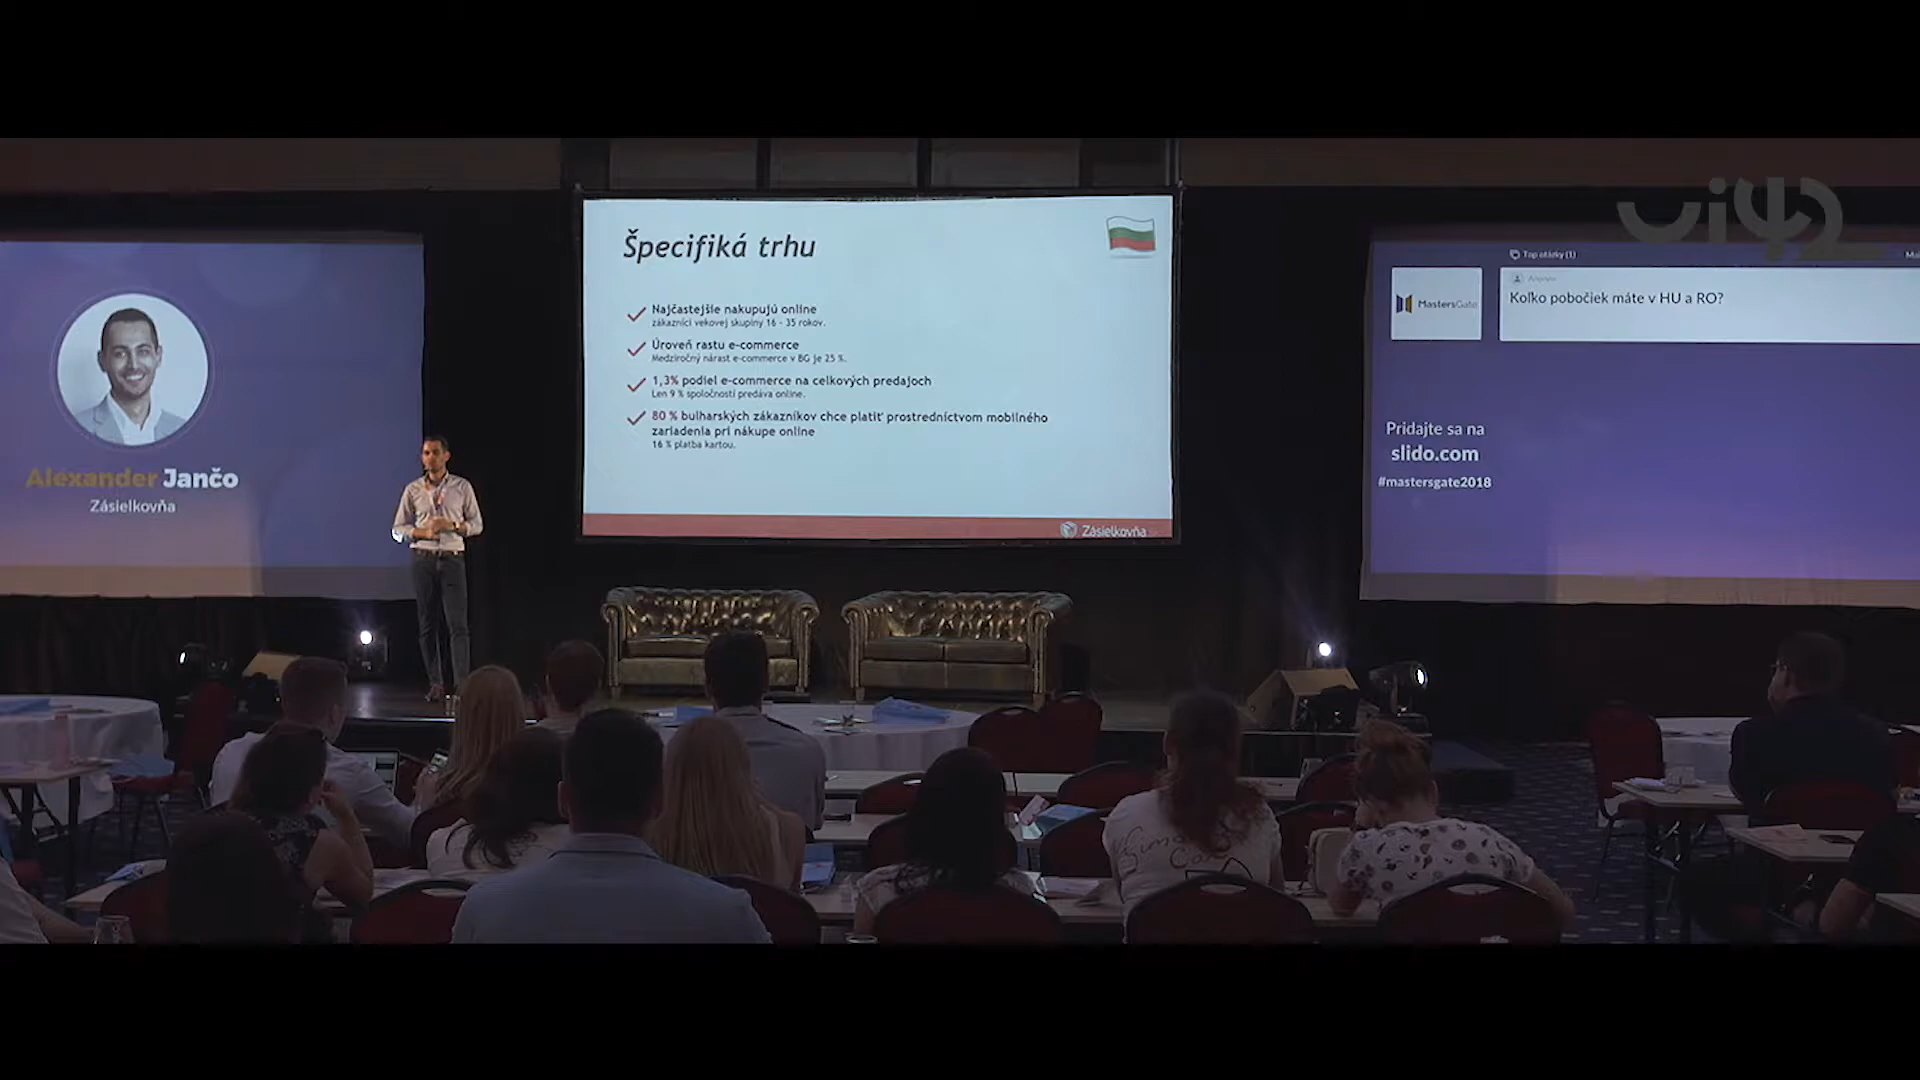 Alexander Jančo
Zásielkovňa
Špecifiká trhu
Najčastejšie nakupujú online
zákazníci vekovej skupiny 16 - 35 rokov.
Úroveň rastu e-commerce
Medziročný nárast e-commerce v BG je 25 %.
1,3% podiel e-commerce na celkových predajoch
Len 9 % spoločností predáva online.
80 % bulharských zákazníkov chce platiť prostredníctvom mobilného
zariadenia pri nákupe online
16 % platba kartou.
Zásielkovňa
Top otázky (1)
MastersGate
Anonym
Koľko pobočiek máte v HU a RO?
Pridajte sa na
slido.com
#mastersgate2018